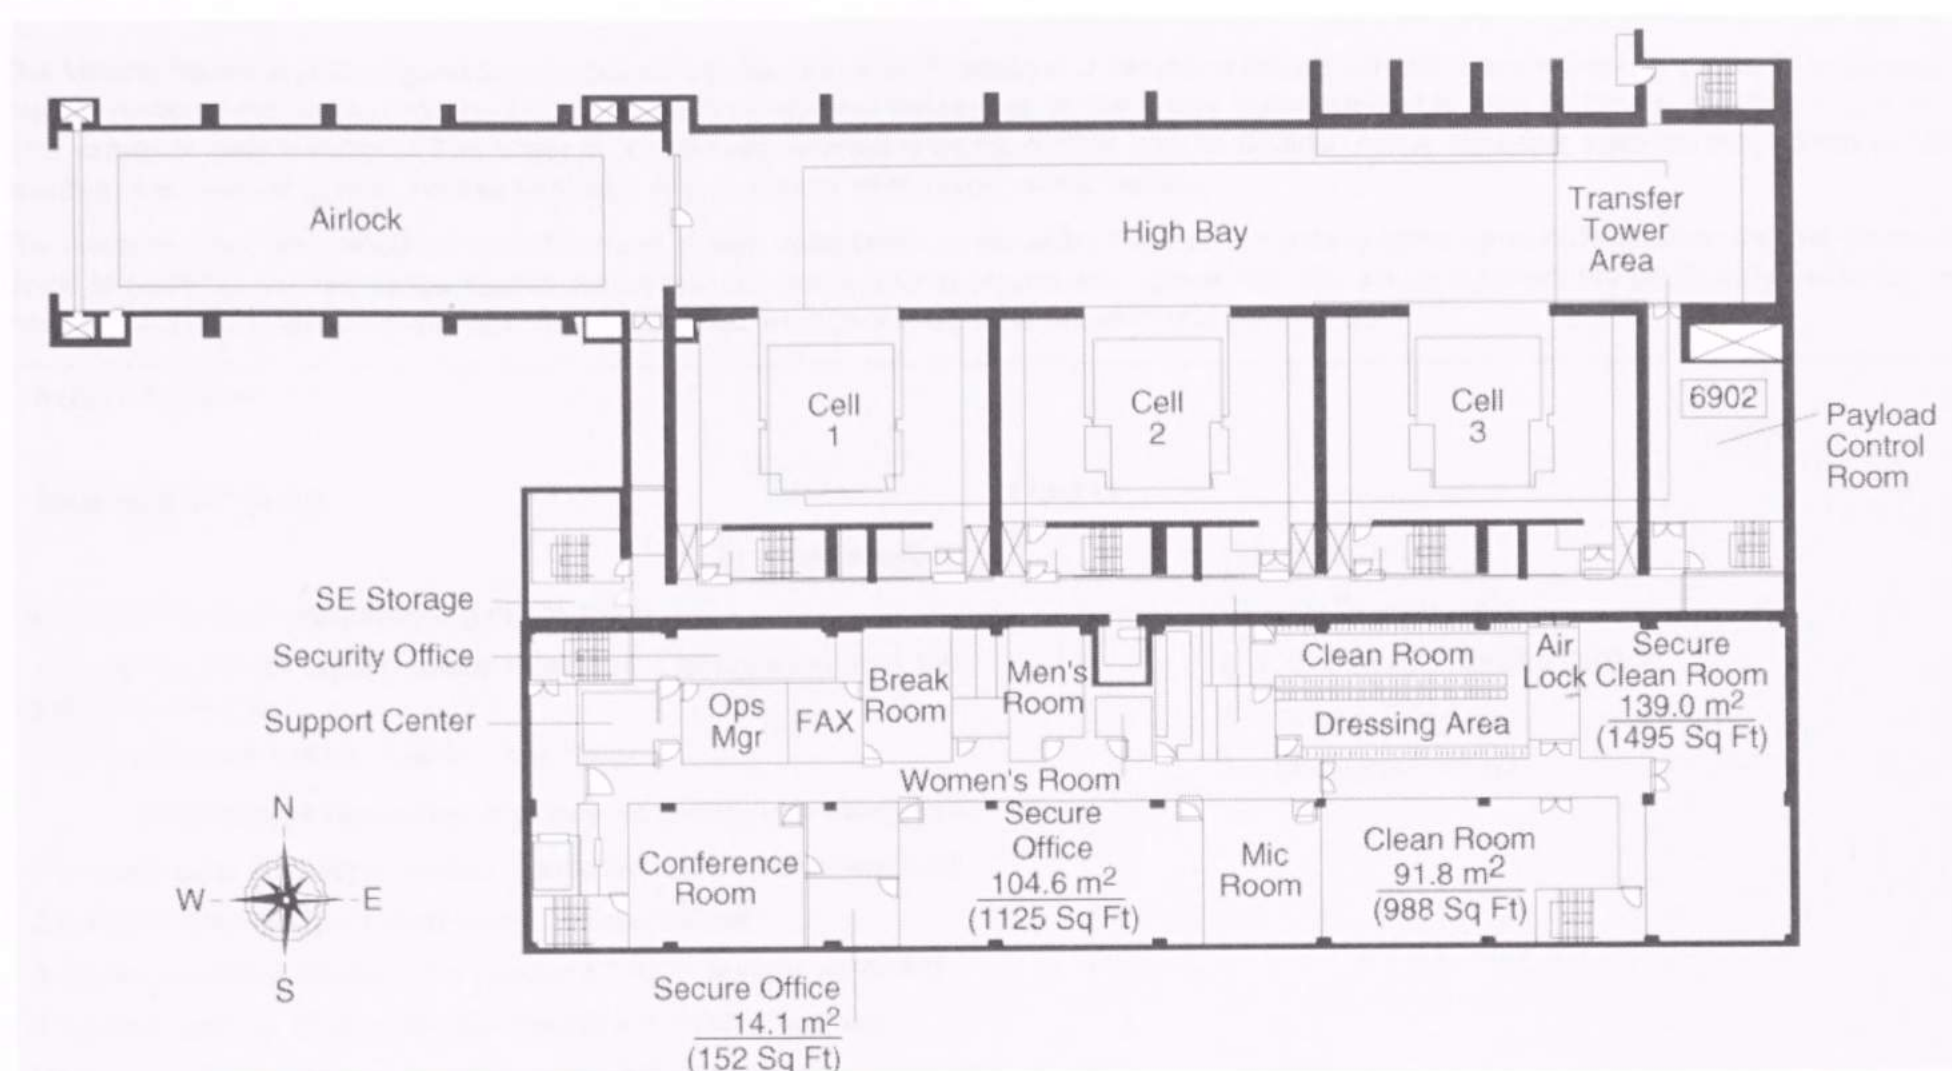 Airlock
High Bay
Transfer
Tower
Area
Cell
1
Cell
2
Cell
3
6902
Payload
Control
Room
SE Storage
Security Office
Support Center
Ops
Mgr
FAX
Break
Room
Men's
Room
Women's Room
Clean Room
Dressing Area
Air
Lock
Secure
Clean Room
139.0 m2
(1495 Sq Ft)
Conference
Room
Secure
Office
104.6 m2
(1125 Sq Ft)
Mic
Room
Clean Room
91.8 m2
(988 Sq Ft)
Secure Office
14.1 m2
(152 Sq Ft)
N
W
E
S